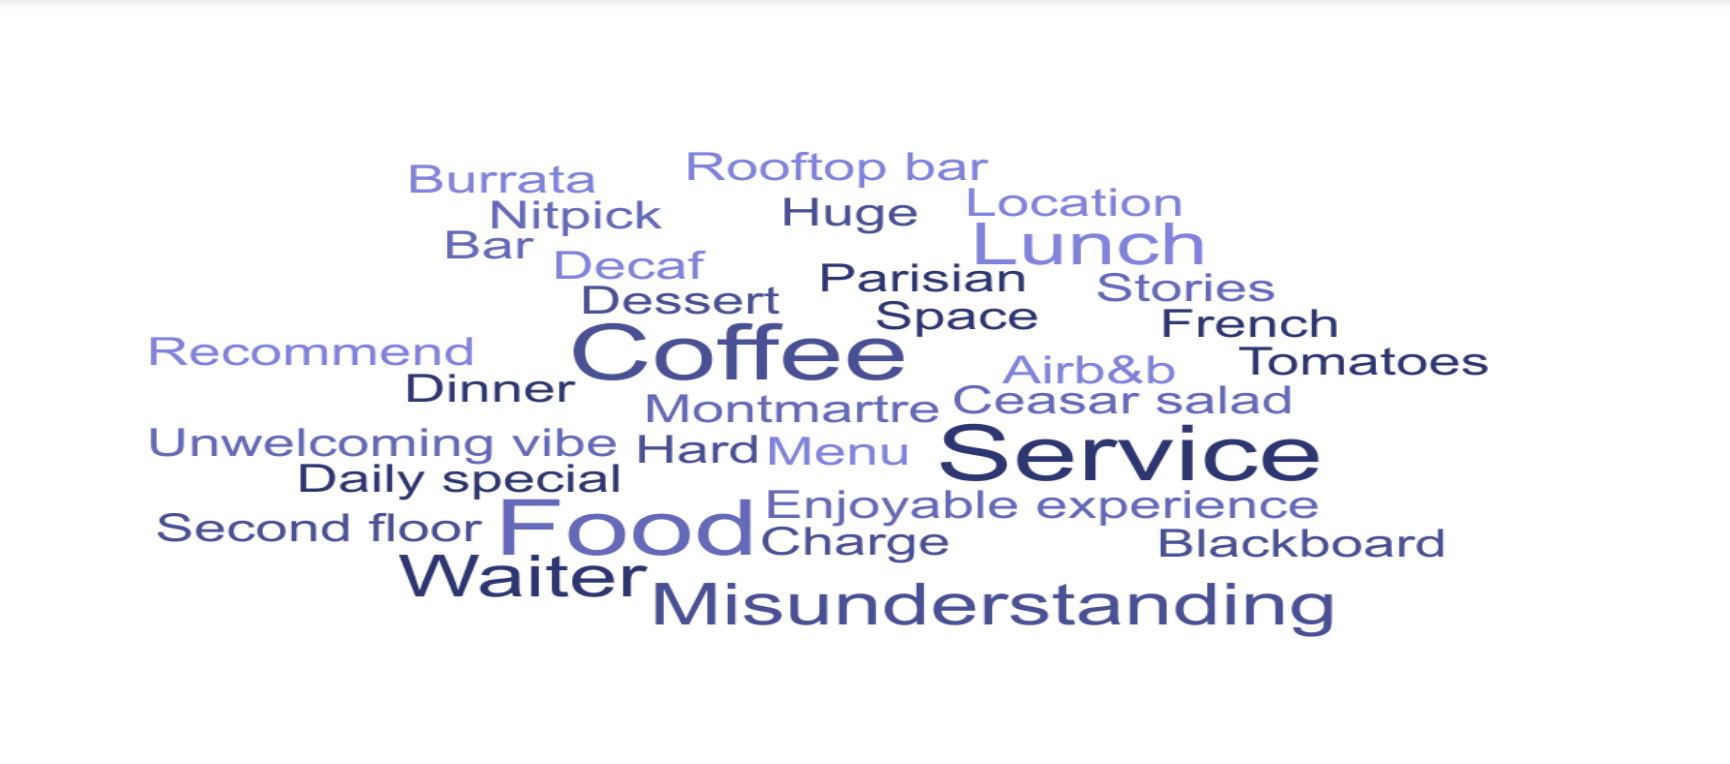 Rooftop bar
Burrata
Location
Nitpick
Huge
Lunch
Bar
Decaf
Parisian
Stories
Dessert
Space
French
Recommend
Coffee
Airb&b
Tomatoes
Dinner
Montmartre
Ceasar salad
Unwelcoming vibe
Hard
Menu
Service
Daily special
Enjoyable experience
Second floor
Food
Charge
Blackboard
Waiter
Misunderstanding